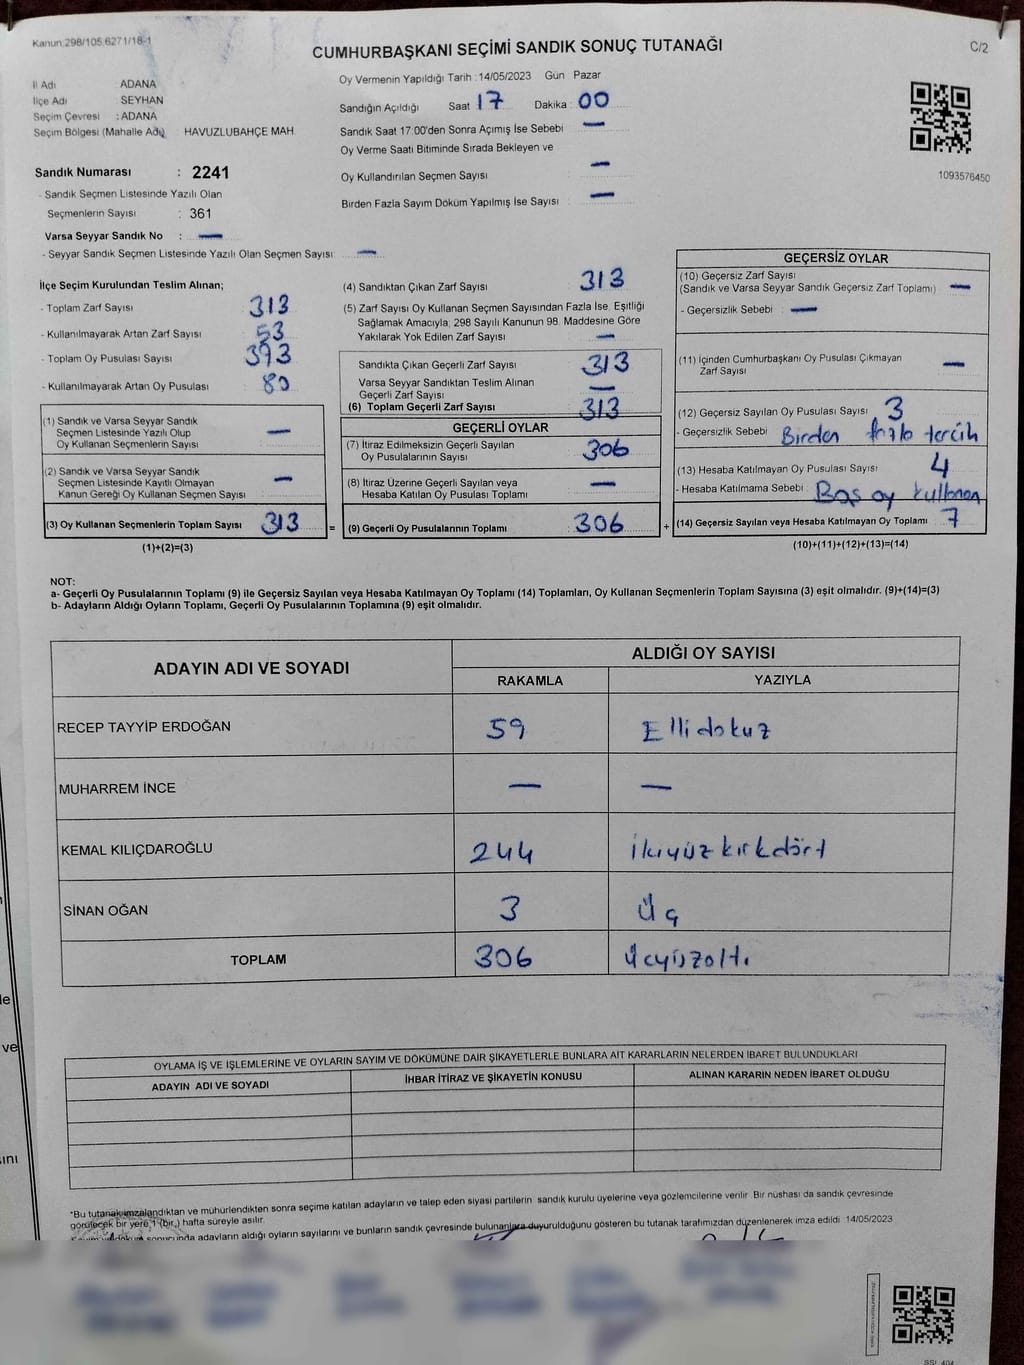 Kanun:298/105;6271/18-1
CUMHURBAŞKANI SEÇİMİ SANDIK SONUÇ TUTANAĞI
C/2
İl Adı ADANA
İlçe Adı SEYHAN
Seçim Çevresi : ADANA
Seçim Bölgesi (Mahalle Adı) HAVUZLUBAHÇE MAH.
Oy Vermenin Yapıldığı Tarih : 14/05/2023 Gün : Pazar
Sandığın Açıldığı Saat 17 Dakika : 00
Sandık Saat 17:00'den Sonra Açımış İse Sebebi —
Oy Verme Saati Bitiminde Sırada Bekleyen ve
Oy Kullandırılan Seçmen Sayısı —
Birden Fazla Sayım Döküm Yapılmış İse Sayısı —
1093576450
Sandık Numarası : 2241
- Sandık Seçmen Listesinde Yazılı Olan
Seçmenlerin Sayısı : 361
Varsa Seyyar Sandık No : —
- Seyyar Sandık Seçmen Listesinde Yazılı Olan Seçmen Sayısı —
İlçe Seçim Kurulundan Teslim Alınan;
- Toplam Zarf Sayısı 313
- Kullanılmayarak Artan Zarf Sayısı 53
- Toplam Oy Pusulası Sayısı 393
- Kullanılmayarak Artan Oy Pusulası 80
(1) Sandık ve Varsa Seyyar Sandık
Seçmen Listesinde Yazılı Olup
Oy Kullanan Seçmenlerin Sayısı —
(2) Sandık ve Varsa Seyyar Sandık
Seçmen Listesinde Kayıtlı Olmayan
Kanun Gereği Oy Kullanan Seçmen Sayısı —
(3) Oy Kullanan Seçmenlerin Toplam Sayısı 313 =
(1)+(2)=(3)
(4) Sandıktan Çıkan Zarf Sayısı 313
(5) Zarf Sayısı Oy Kullanan Seçmen Sayısından Fazla İse, Eşitliği
Sağlamak Amacıyla; 298 Sayılı Kanunun 98. Maddesine Göre
Yakılarak Yok Edilen Zarf Sayısı —
Sandıkta Çıkan Geçerli Zarf Sayısı 313
Varsa Seyyar Sandıktan Teslim Alınan
Geçerli Zarf Sayısı —
(6) Toplam Geçerli Zarf Sayısı 313
GEÇERLİ OYLAR
(7) İtiraz Edilmeksizin Geçerli Sayılan
Oy Pusulalarının Sayısı 306
(8) İtiraz Üzerine Geçerli Sayılan veya
Hesaba Katılan Oy Pusulası Toplamı —
(9) Geçerli Oy Pusulalarının Toplamı 306 +
GEÇERSİZ OYLAR
(10) Geçersiz Zarf Sayısı
(Sandık ve Varsa Seyyar Sandık Geçersiz Zarf Toplamı) —
- Geçersizlik Sebebi : —
(11) İçinden Cumhurbaşkanı Oy Pusulası Çıkmayan
Zarf Sayısı —
(12) Geçersiz Sayılan Oy Pusulası Sayısı 3
- Geçersizlik Sebebi Birden fazla tercih
(13) Hesaba Katılmayan Oy Pusulası Sayısı 4
- Hesaba Katılmama Sebebi : Boş oy kullanan
(14) Geçersiz Sayılan veya Hesaba Katılmayan Oy Toplamı 7
(10)+(11)+(12)+(13)=(14)
NOT:
a- Geçerli Oy Pusulalarının Toplamı (9) ile Geçersiz Sayılan veya Hesaba Katılmayan Oy Toplamı (14) Toplamları, Oy Kullanan Seçmenlerin Toplam Sayısına (3) eşit olmalıdır. (9)+(14)=(3)
b- Adayların Aldığı Oyların Toplamı, Geçerli Oy Pusulalarının Toplamına (9) eşit olmalıdır.
ADAYIN ADI VE SOYADI
ALDIĞI OY SAYISI
RAKAMLA YAZIYLA
RECEP TAYYİP ERDOĞAN 59 Elli dokuz
MUHARREM İNCE — —
KEMAL KILIÇDAROĞLU 244 ikiyüzkırkdört
SİNAN OĞAN 3 Üç
TOPLAM 306 Üçyüzaltı
OYLAMA İŞ VE İŞLEMLERİNE VE OYLARIN SAYIM VE DÖKÜMÜNE DAİR ŞİKAYETLERLE BUNLARA AİT KARARLARIN NELERDEN İBARET BULUNDUKLARI
ADAYIN ADI VE SOYADI İHBAR İTİRAZ VE ŞİKAYETİN KONUSU ALINAN KARARIN NEDEN İBARET OLDUĞU
*Bu tutanak imzalandıktan ve mühürlendikten sonra seçime katılan adayların ve talep eden siyasi partilerin sandık kurulu üyelerine veya gözlemcilerine verilir. Bir nüshası da sandık çevresinde
görülecek bir yere 1 (bir) hafta süreyle asılır.
sonucunda adayların aldığı oyların sayılarını ve bunların sandık çevresinde bulunanlara duyurulduğunu gösteren bu tutanak tarafımızdan düzenlenerek imza edildi. 14/05/2023